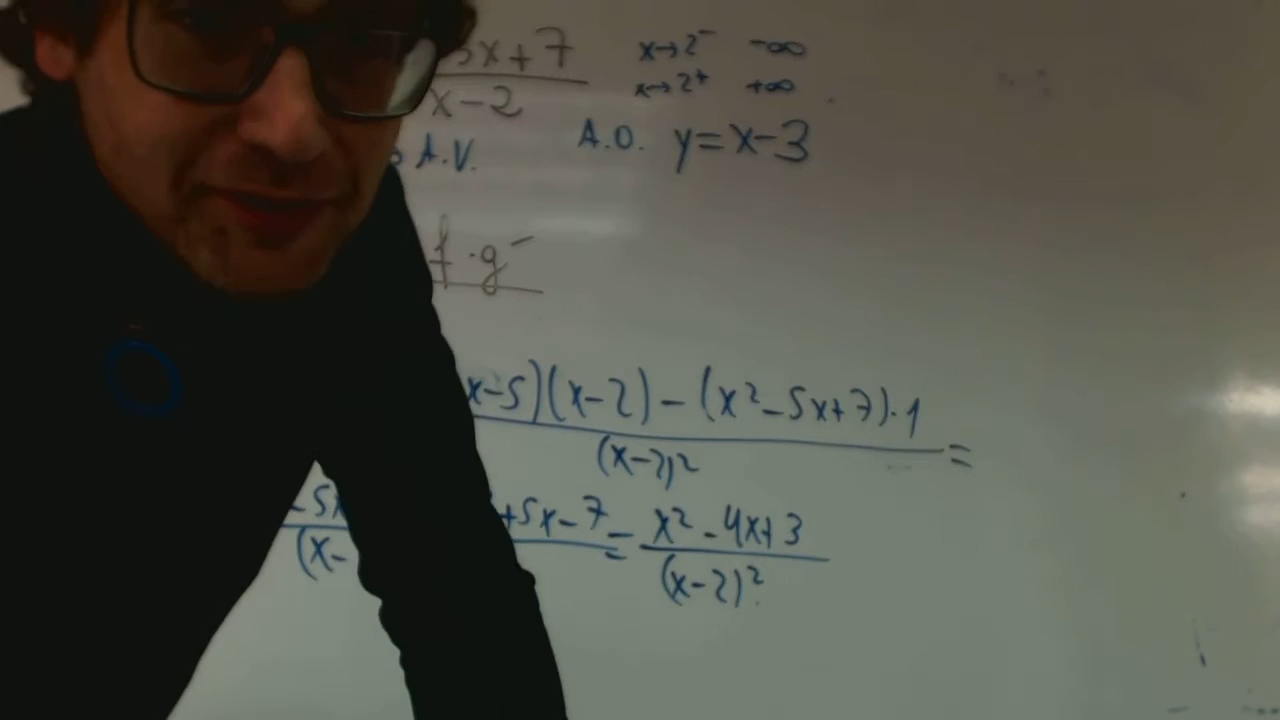 5x+7 x→2⁻ -∞
x-2 x→2⁺ +∞
A.V. A.O. y=x-3
f·g⁻
x-5)(x-2)-(x²-5x+7)·1
(x-2)² =
-5x +5x-7 = x²-4x+3
(x- (x-2)²